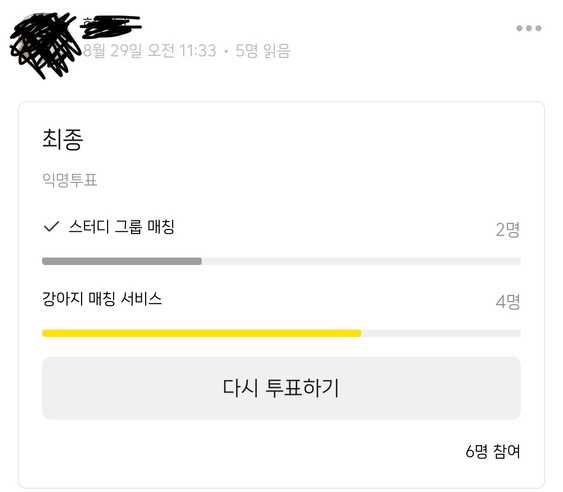 8월 29일 오전 11:33 • 5명 읽음
최종
익명투표
스터디 그룹 매칭 2명
강아지 매칭 서비스 4명
다시 투표하기
6명 참여